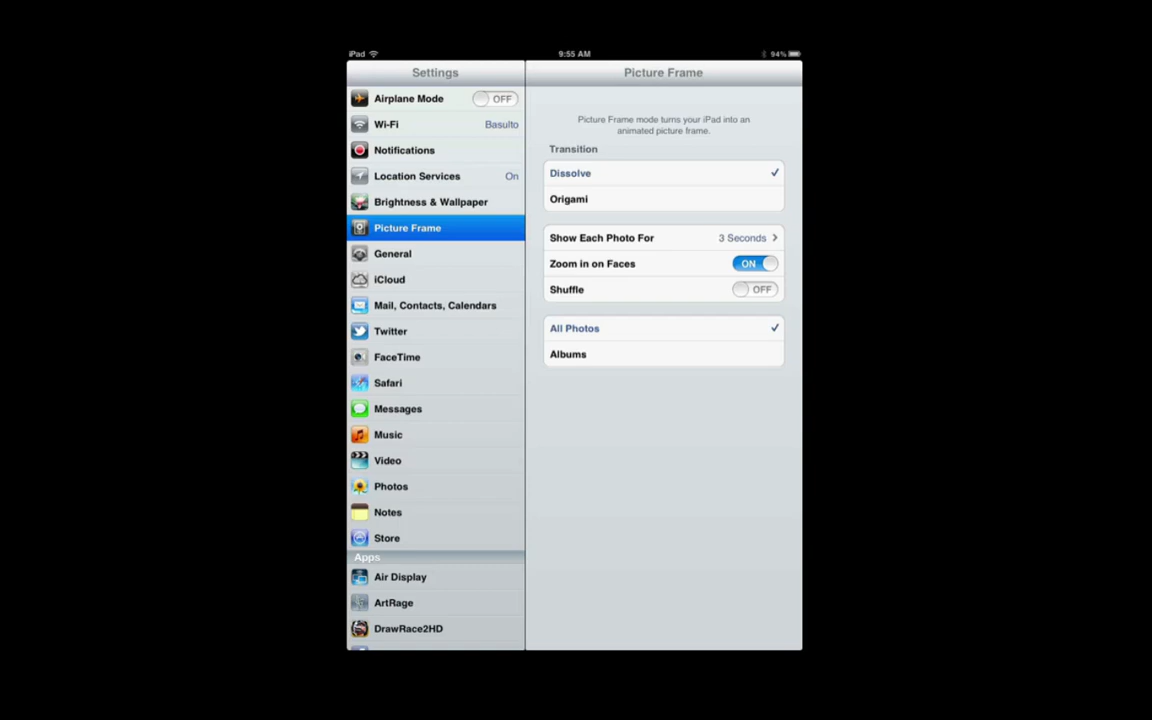 iPad
9:55 AM
94%
Settings
Airplane Mode OFF
Wi-Fi Basulto
Notifications
Location Services On
Brightness & Wallpaper
Picture Frame
General
iCloud
Mail, Contacts, Calendars
Twitter
FaceTime
Safari
Messages
Music
Video
Photos
Notes
Store
Apps
Air Display
ArtRage
DrawRace2HD
Picture Frame
Picture Frame mode turns your iPad into an
animated picture frame.
Transition
Dissolve
Origami
Show Each Photo For 3 Seconds
Zoom in on Faces ON
Shuffle OFF
All Photos
Albums